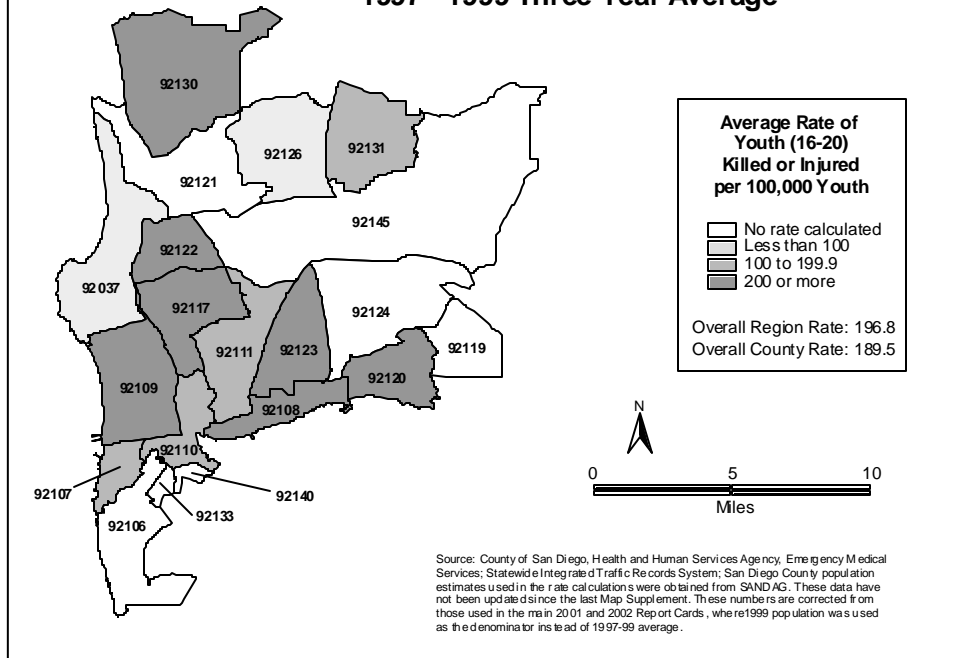 1997 - 1999 Three Year Average
92130
92126
92131
92121
92145
92122
92037
92117
92124
92111
92123
92119
92120
92109
92108
92110
92107
92140
92133
92106
Average Rate of
Youth (16-20)
Killed or Injured
per 100,000 Youth
No rate calculated
Less than 100
100 to 199.9
200 or more
Overall Region Rate: 196.8
Overall County Rate: 189.5
N
0 5 10
Miles
Source: County of San Diego, Health and Human Services Agency, Emergency Medical
Services; Statewide Integrated Traffic Records System; San Diego County population
estimates used in the rate calculations were obtained from SANDAG. These data have
not been updated since the last Map Supplement. These numbers are corrected from
those used in the main 2001 and 2002 Report Cards, where 1999 population was used
as the denominator instead of 1997-99 average.